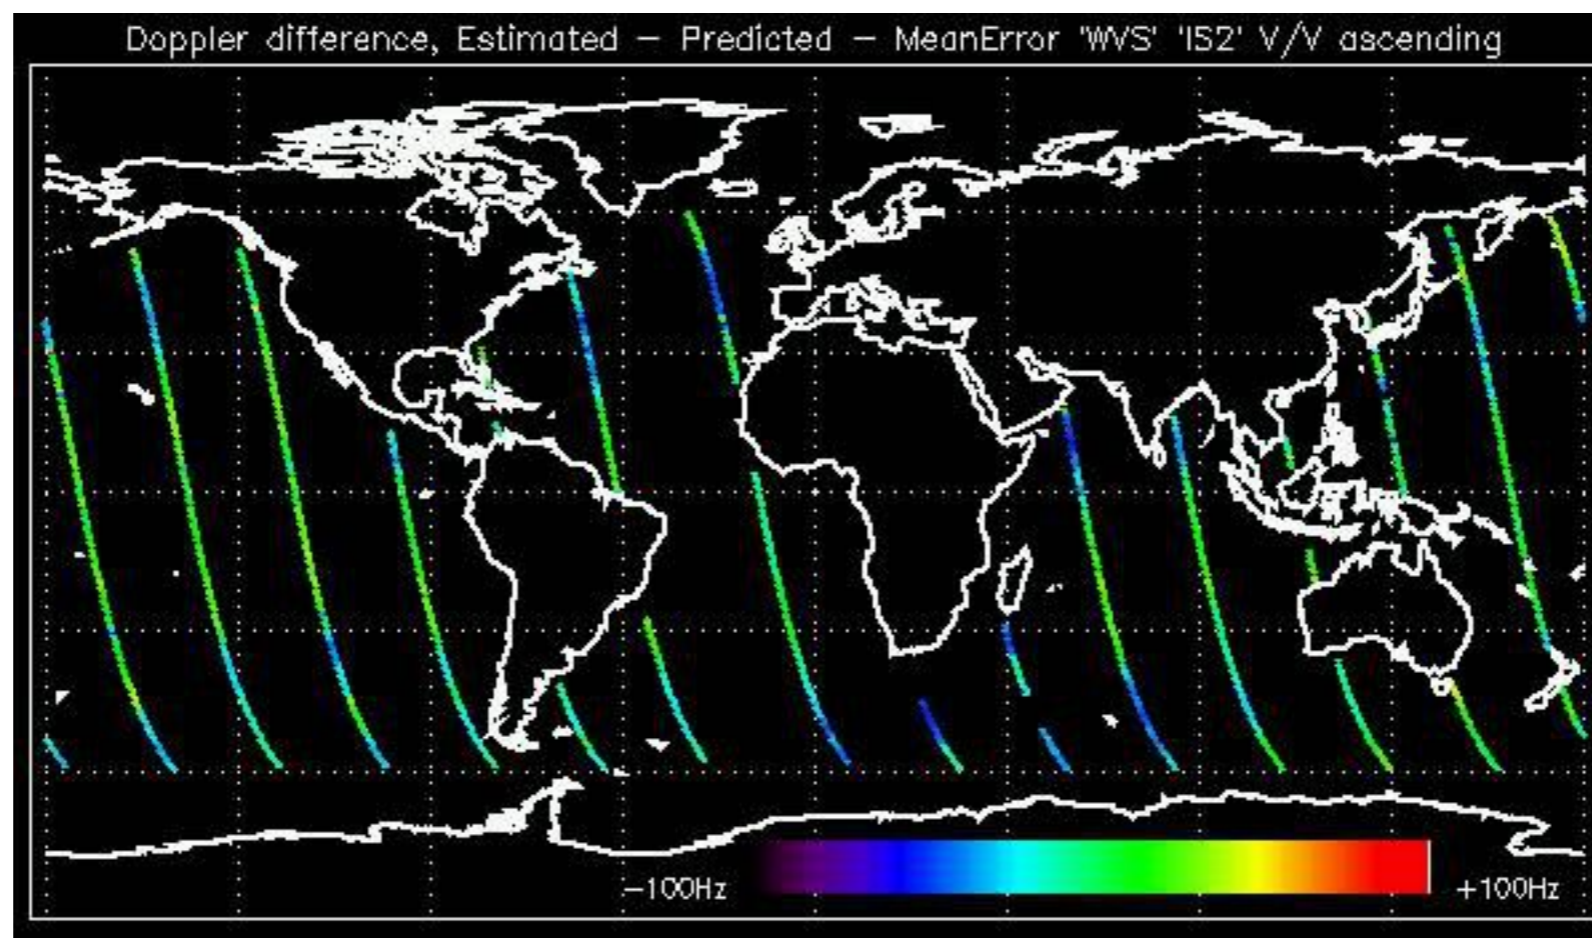 Doppler difference, Estimated - Predicted - MeanError 'WVS' 'IS2' V/V ascending
-100Hz
+100Hz